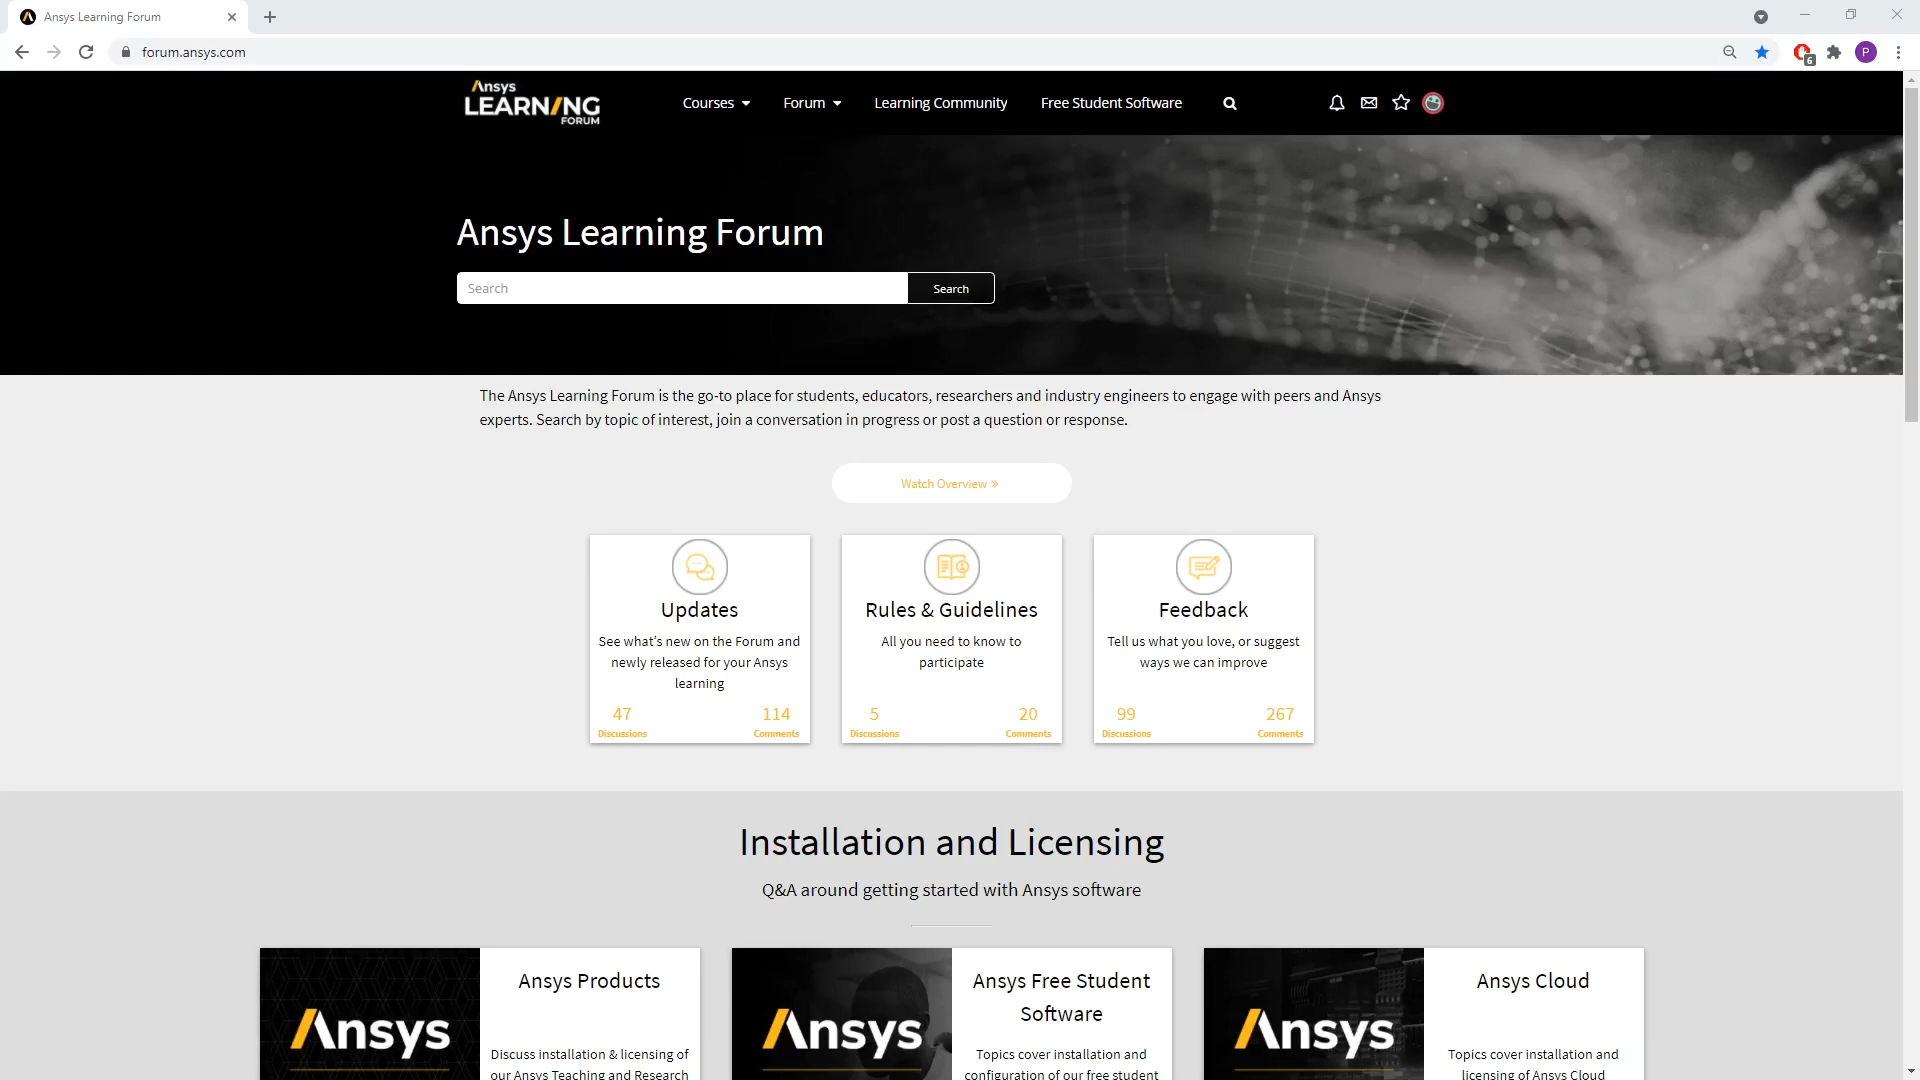 Ansys Learning Forum
forum.ansys.com
6
P
Ansys
LEARNING
FORUM
Courses
Forum
Learning Community
Free Student Software
Ansys Learning Forum
Search
Search
The Ansys Learning Forum is the go-to place for students, educators, researchers and industry engineers to engage with peers and Ansys
experts. Search by topic of interest, join a conversation in progress or post a question or response.
Watch Overview »
Updates
See what's new on the Forum and
newly released for your Ansys
learning
47
114
Discussions
Comments
Rules & Guidelines
All you need to know to
participate
5
20
Discussions
Comments
Feedback
Tell us what you love, or suggest
ways we can improve
99
267
Discussions
Comments
Installation and Licensing
Q&A around getting started with Ansys software
Ansys
Ansys Products
Discuss installation & licensing of
our Ansys Teaching and Research
Ansys
Ansys Free Student
Software
Topics cover installation and
configuration of our free student
Ansys
Ansys Cloud
Topics cover installation and
licensing of Ansys Cloud